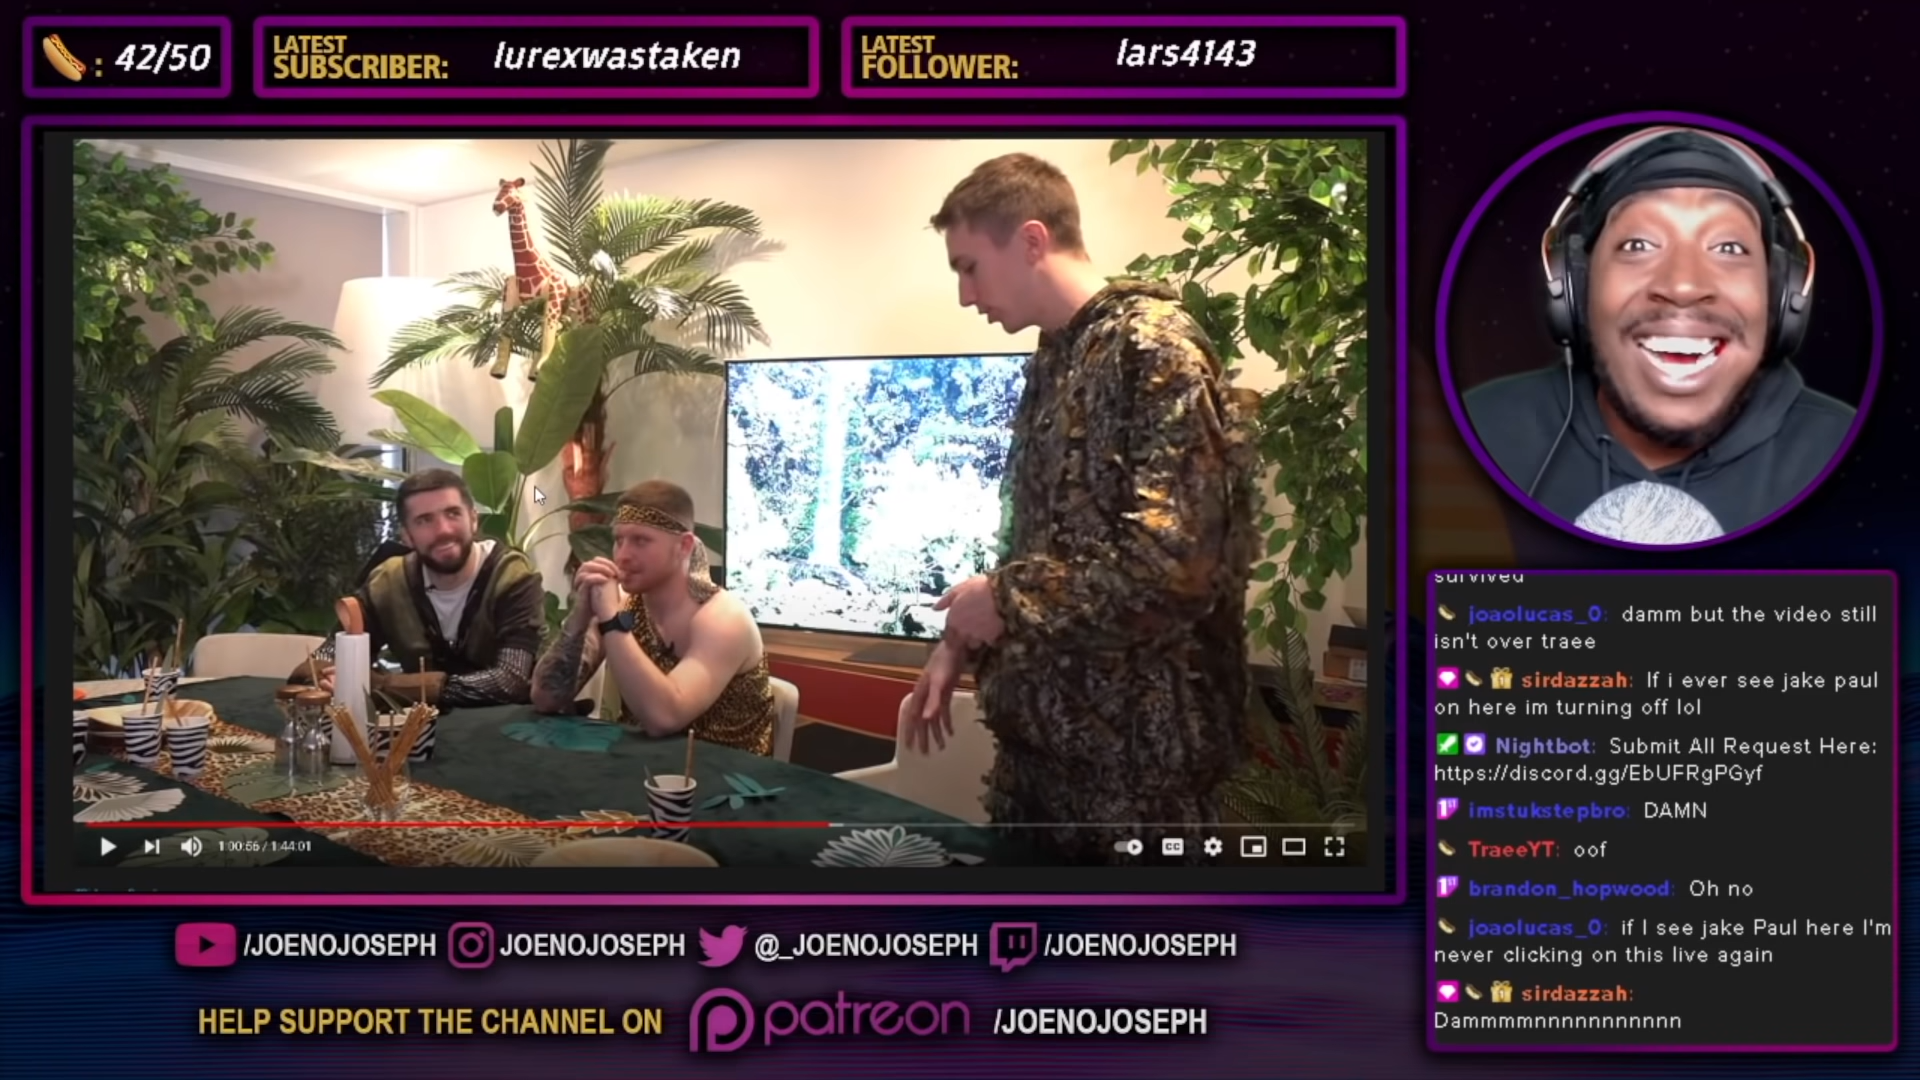 : 42/50
LATEST
SUBSCRIBER:
lurexwastaken
LATEST
FOLLOWER:
lars4143
1:00:56 / 1:44:01
CC
survived
joaolucas_0: damm but the video still
isn't over traee
sirdazzah: If i ever see jake paul
on here im turning off lol
Nightbot: Submit All Request Here:
https://discord.gg/EbUFRgPGyf
imstukstepbro: DAMN
TraeeYT: oof
brandon_hopwood: Oh no
joaolucas_0: if I see jake Paul here I'm
never clicking on this live again
sirdazzah:
Dammmmnnnnnnnnnnnn
/JOENOJOSEPH
JOENOJOSEPH
@_JOENOJOSEPH
/JOENOJOSEPH
HELP SUPPORT THE CHANNEL ON
patreon
/JOENOJOSEPH